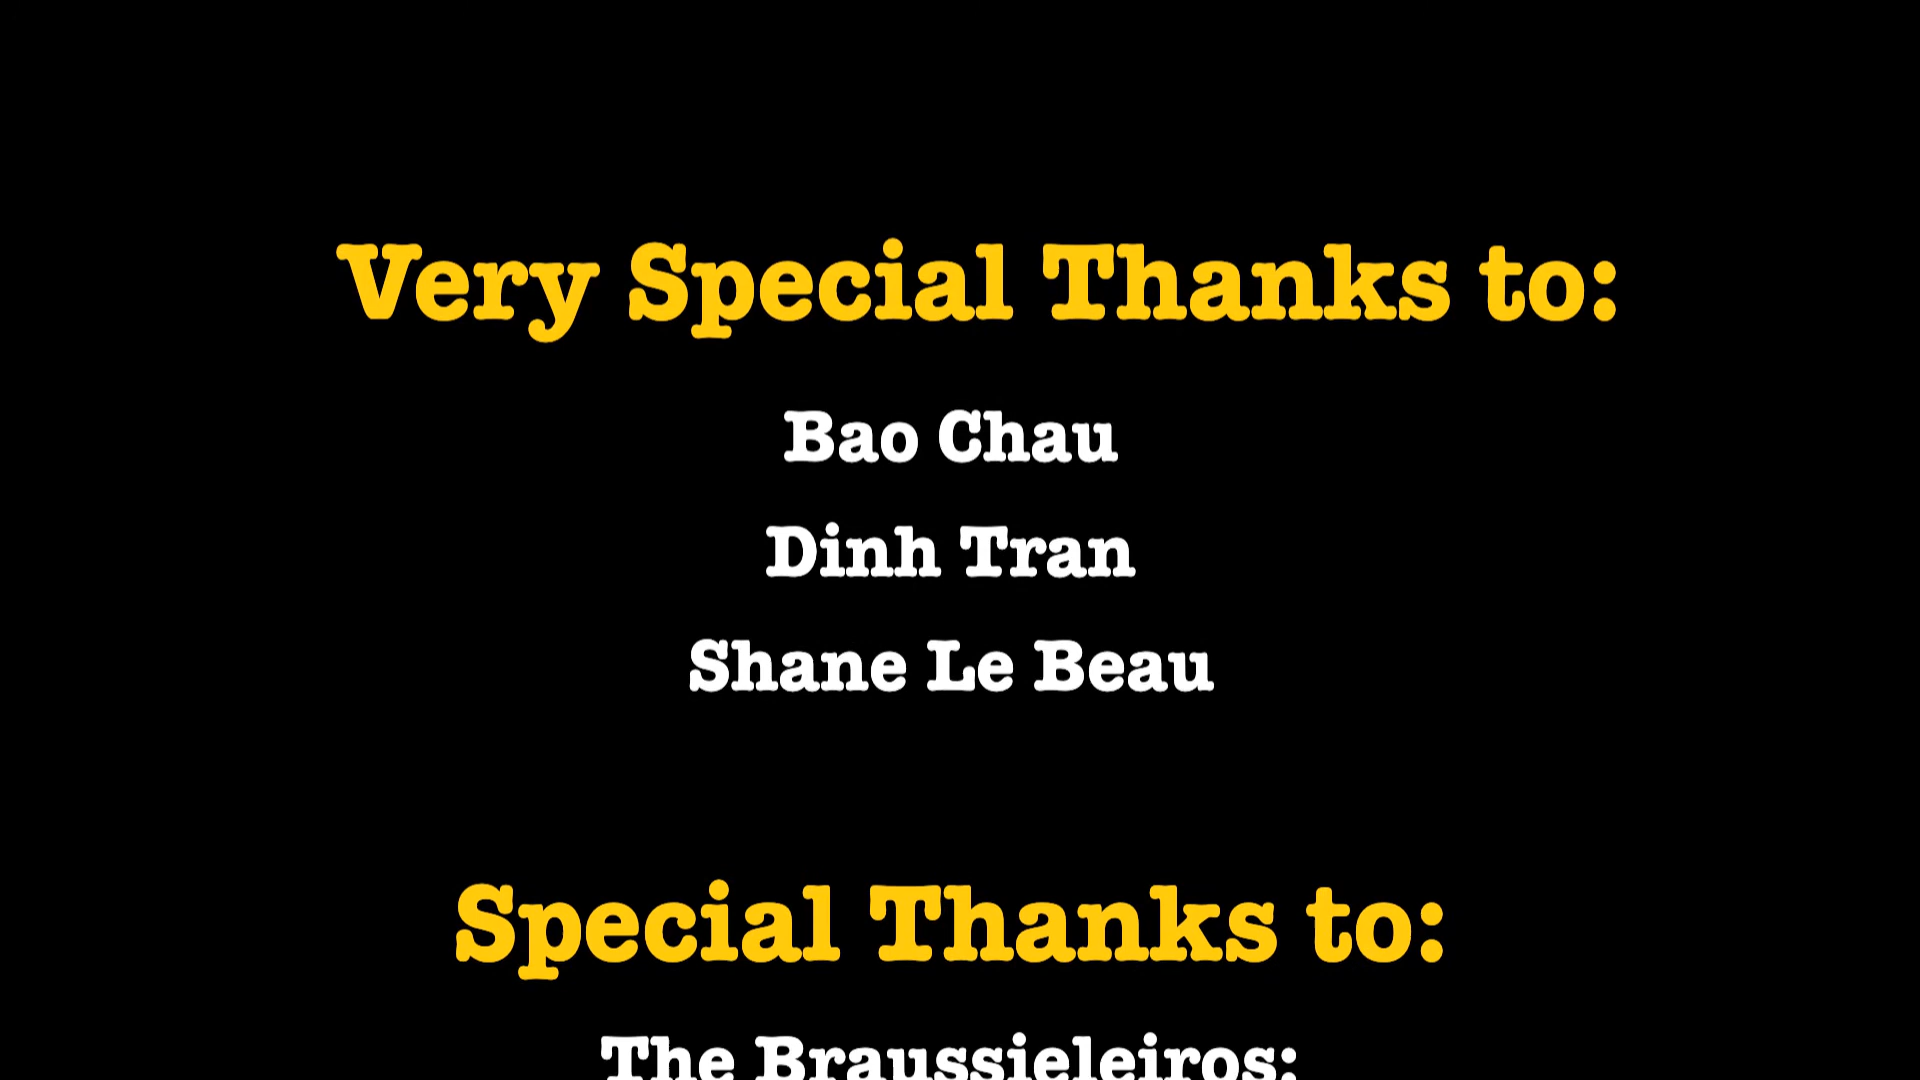 Very Special Thanks to:
Bao Chau
Dinh Tran
Shane Le Beau
Special Thanks to:
The Braussieleiros: